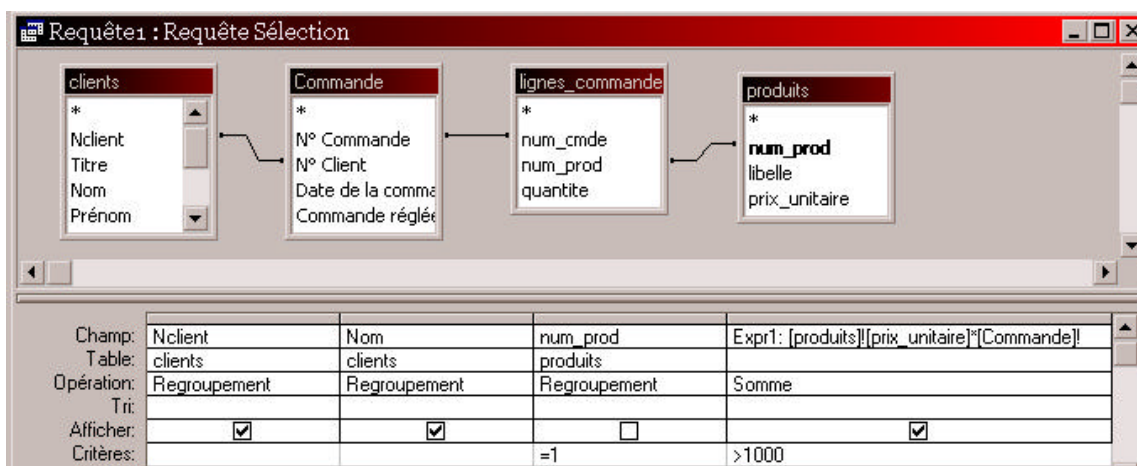 Requête1 : Requête Sélection
clients
*
Nclient
Titre
Nom
Prénom
Commande
*
N° Commande
N° Client
Date de la comma
Commande réglée
lignes_commande
*
num_cmde
num_prod
quantite
produits
*
num_prod
libelle
prix_unitaire
Champ: Nclient Nom num_prod Expr1: [produits]![prix_unitaire]*[Commande]!
Table: clients clients produits
Opération: Regroupement Regroupement Regroupement Somme
Tri:
Afficher:
Critères: =1 >1000